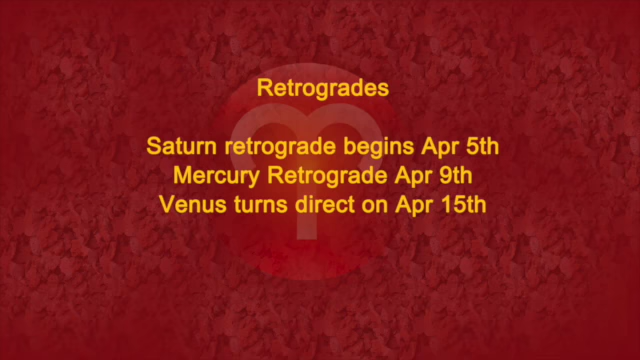 Retrogrades
Saturn retrograde begins Apr 5th
Mercury Retrograde Apr 9th
Venus turns direct on Apr 15th